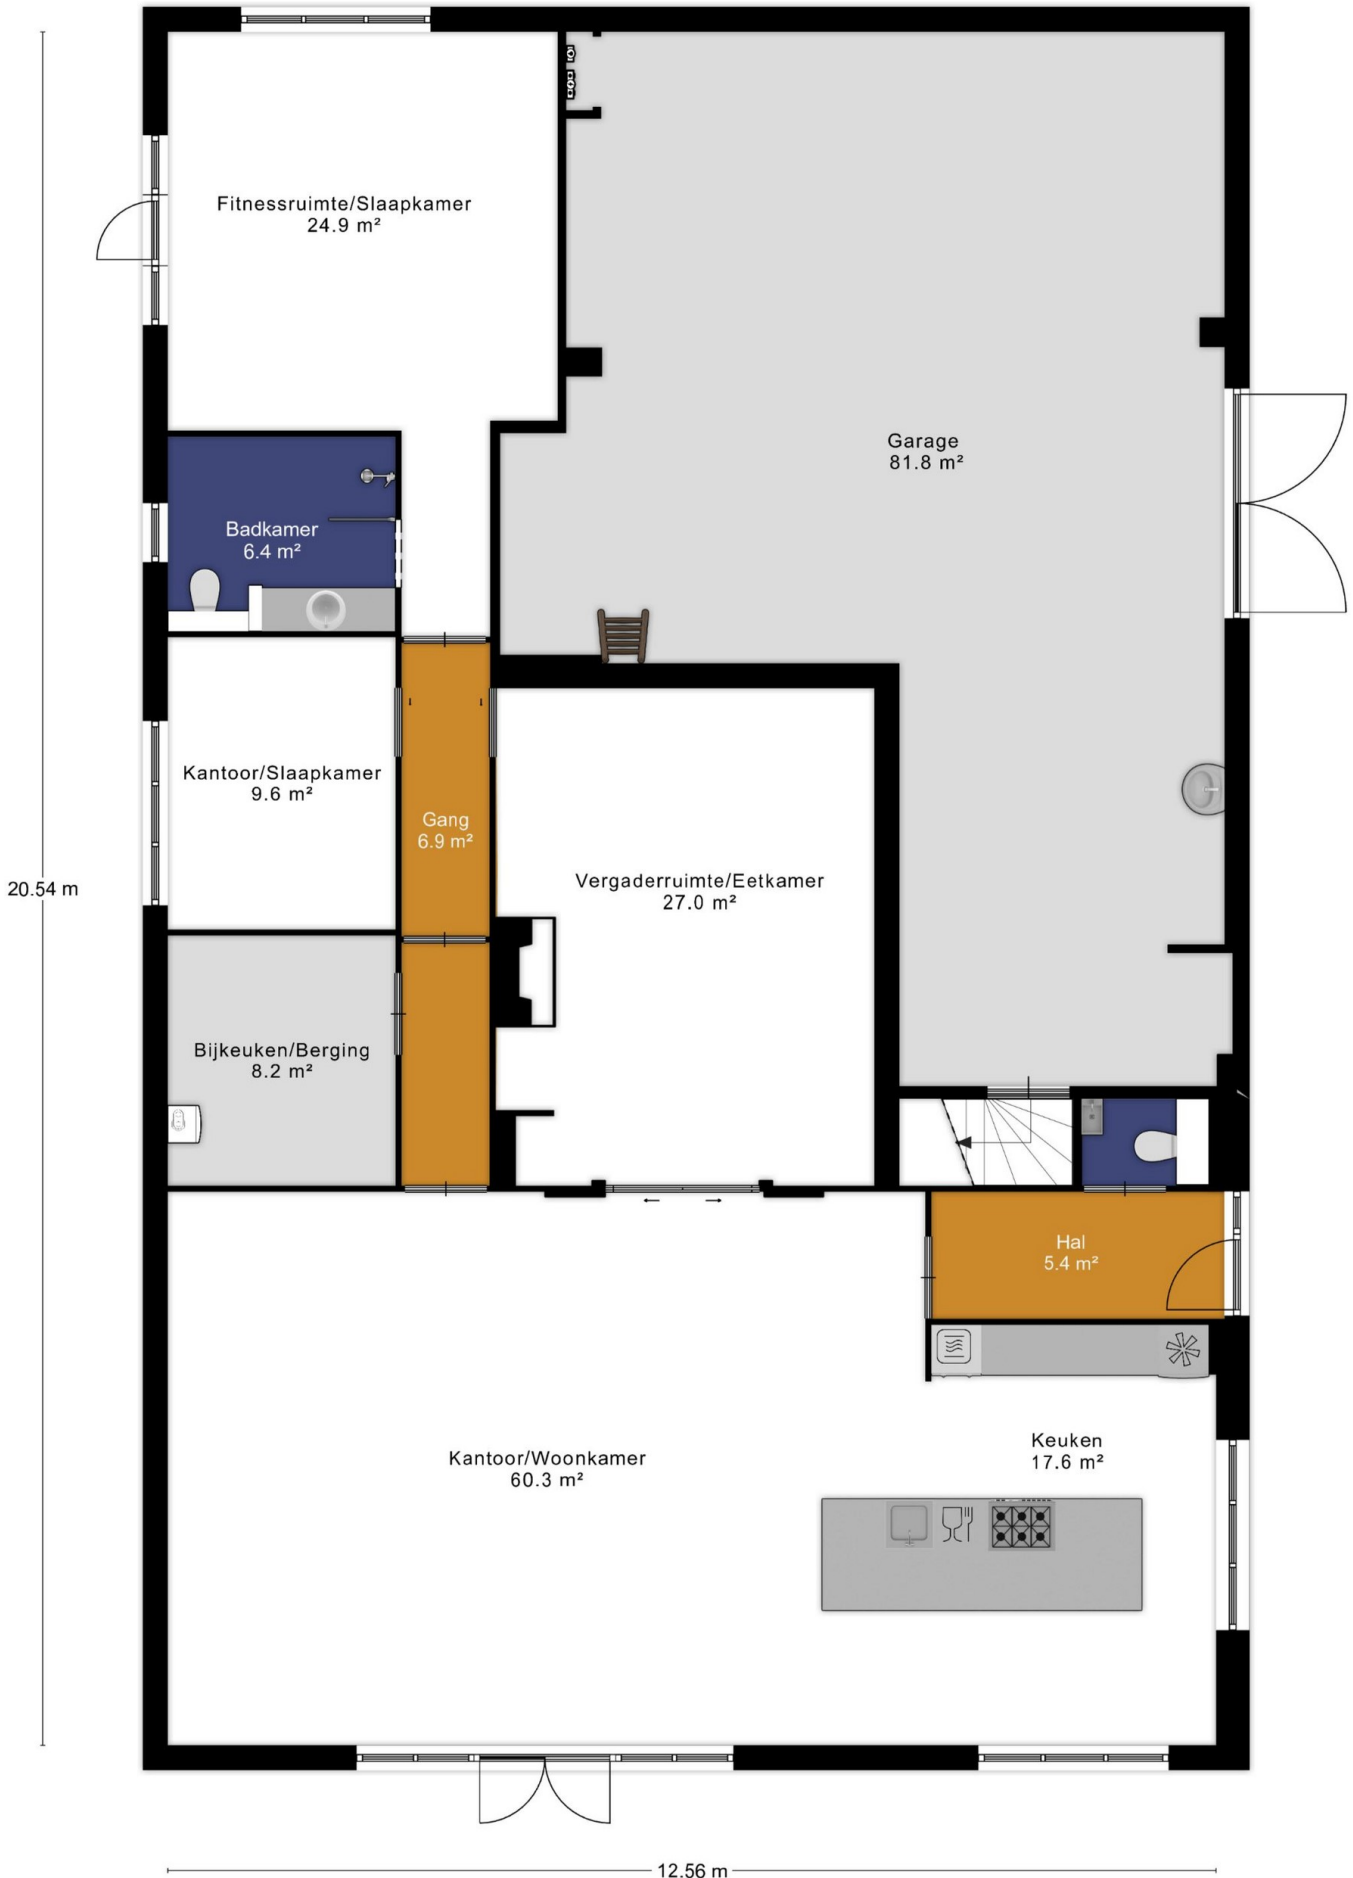 Fitnessruimte/Slaapkamer
24.9 m²
Garage
81.8 m²
Badkamer
6.4 m²
Kantoor/Slaapkamer
9.6 m²
Gang
6.9 m²
20.54 m
Vergaderruimte/Eetkamer
27.0 m²
Bijkeuken/Berging
8.2 m²
Hal
5.4 m²
Kantoor/Woonkamer
60.3 m²
Keuken
17.6 m²
12.56 m